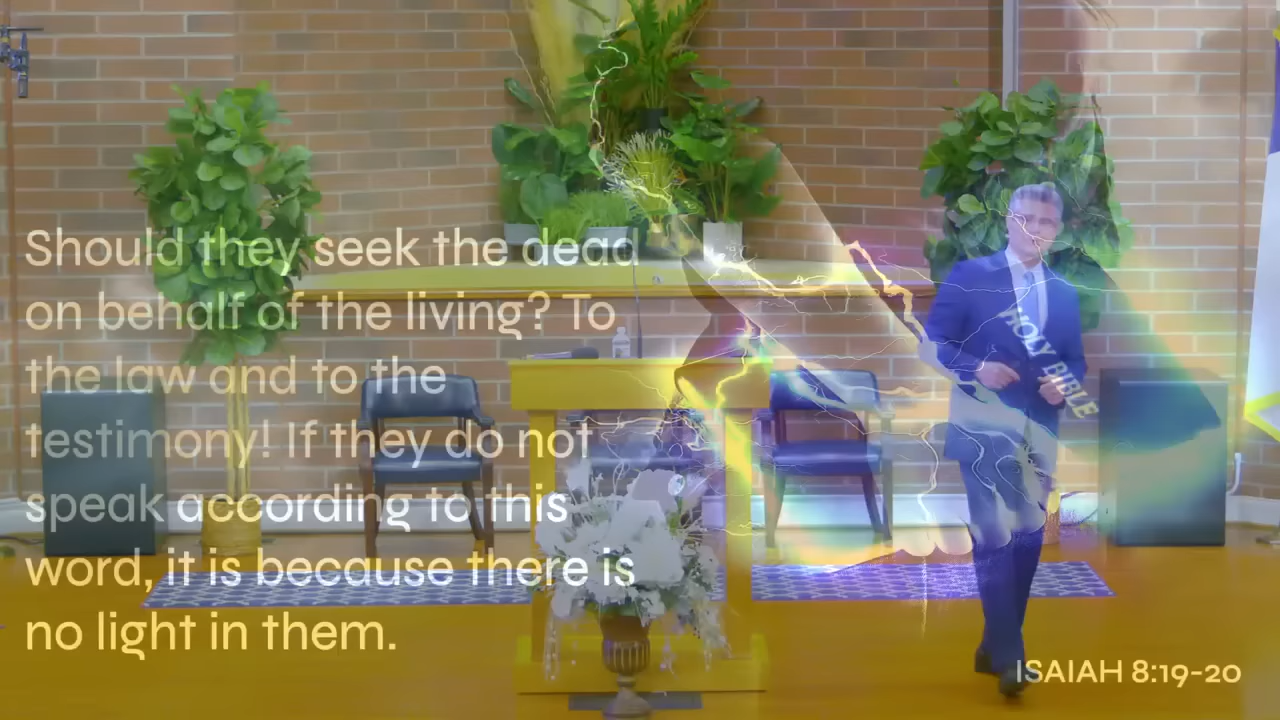 Should they seek the dead
on behalf of the living? To
the law and to the
testimony! If they do not
speak according to this
word, it is because there is
no light in them.
HOLY BIBLE
ISAIAH 8:19-20